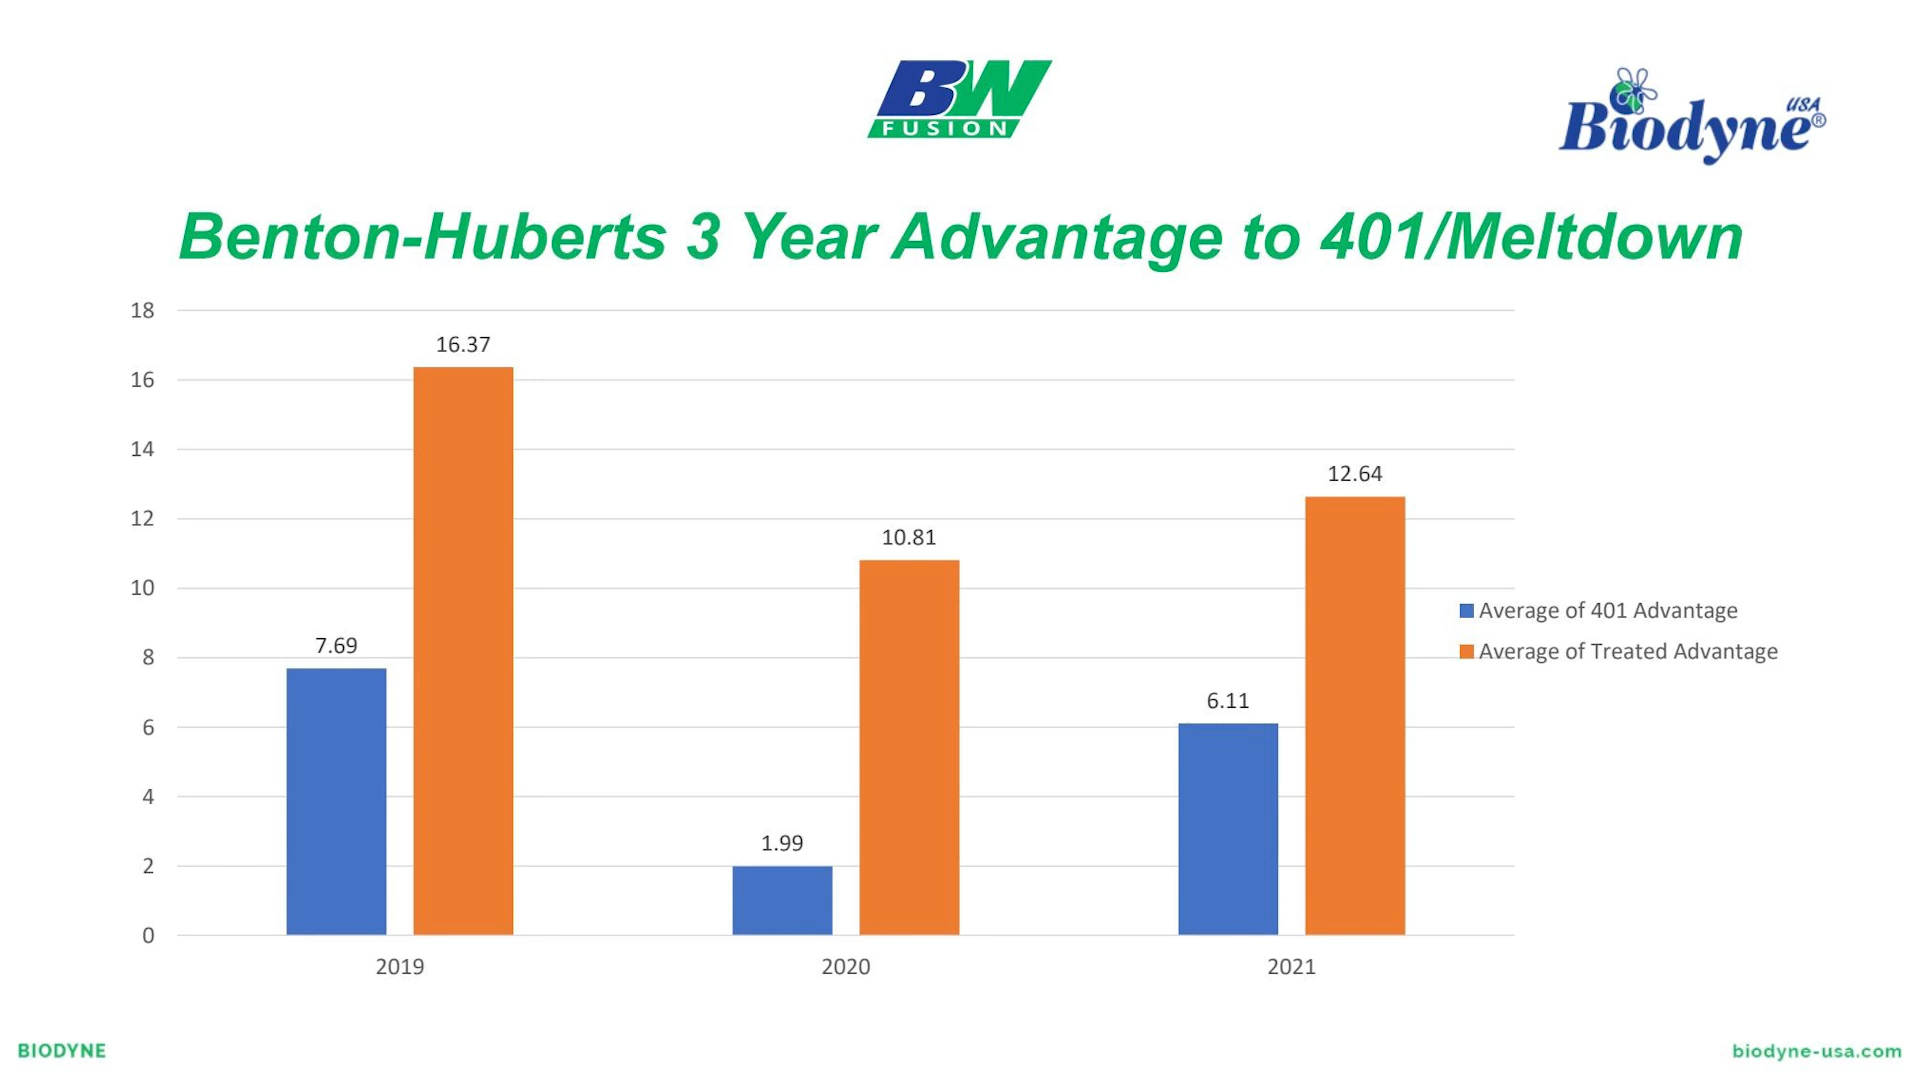 BW
FUSION
Biodyne® USA
Benton-Huberts 3 Year Advantage to 401/Meltdown
18
16
14
12
10
8
6
4
2
0
7.69
16.37
1.99
10.81
6.11
12.64
2019
2020
2021
Average of 401 Advantage
Average of Treated Advantage
BIODYNE
biodyne-usa.com